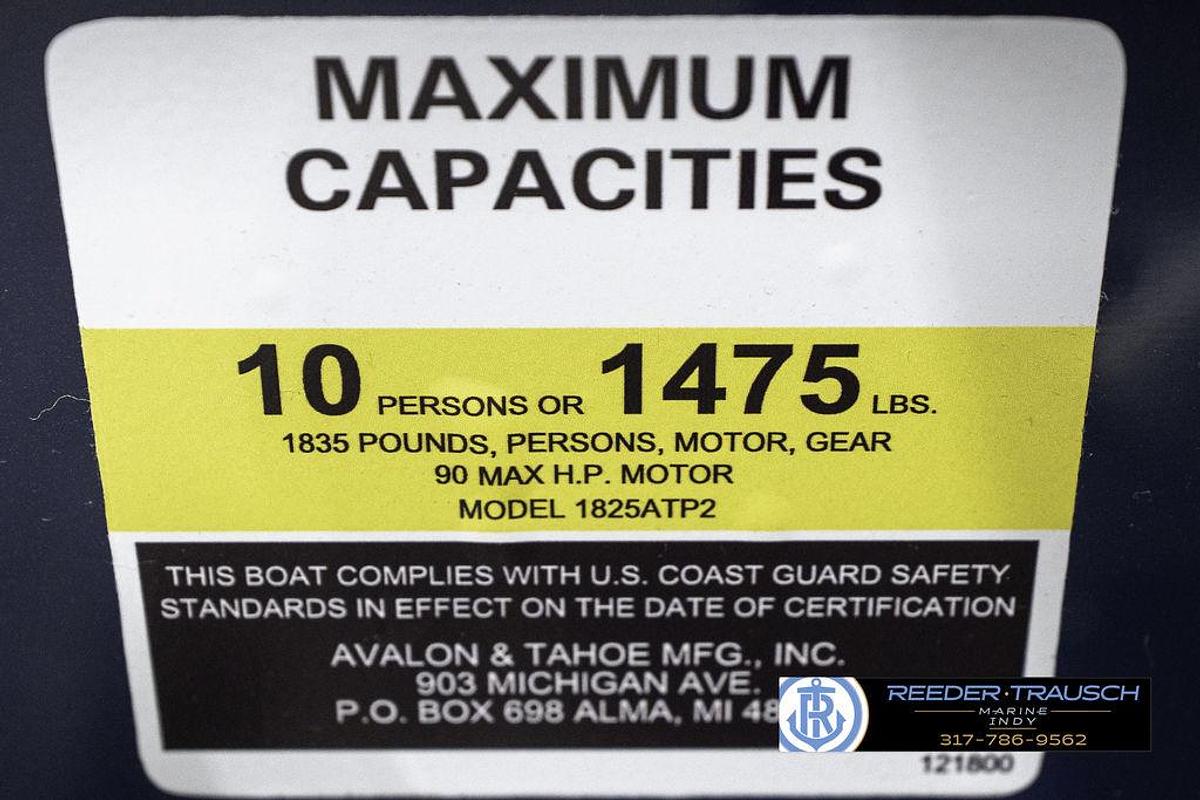 MAXIMUM
CAPACITIES
10 PERSONS OR 1475 LBS.
1835 POUNDS, PERSONS, MOTOR, GEAR
90 MAX H.P. MOTOR
MODEL 1825ATP2
THIS BOAT COMPLIES WITH U.S. COAST GUARD SAFETY
STANDARDS IN EFFECT ON THE DATE OF CERTIFICATION
AVALON & TAHOE MFG., INC.
903 MICHIGAN AVE.
P.O. BOX 698 ALMA, MI 48
R
REEDER·TRAUSCH
MARINE
INDY
317-786-9562
121800